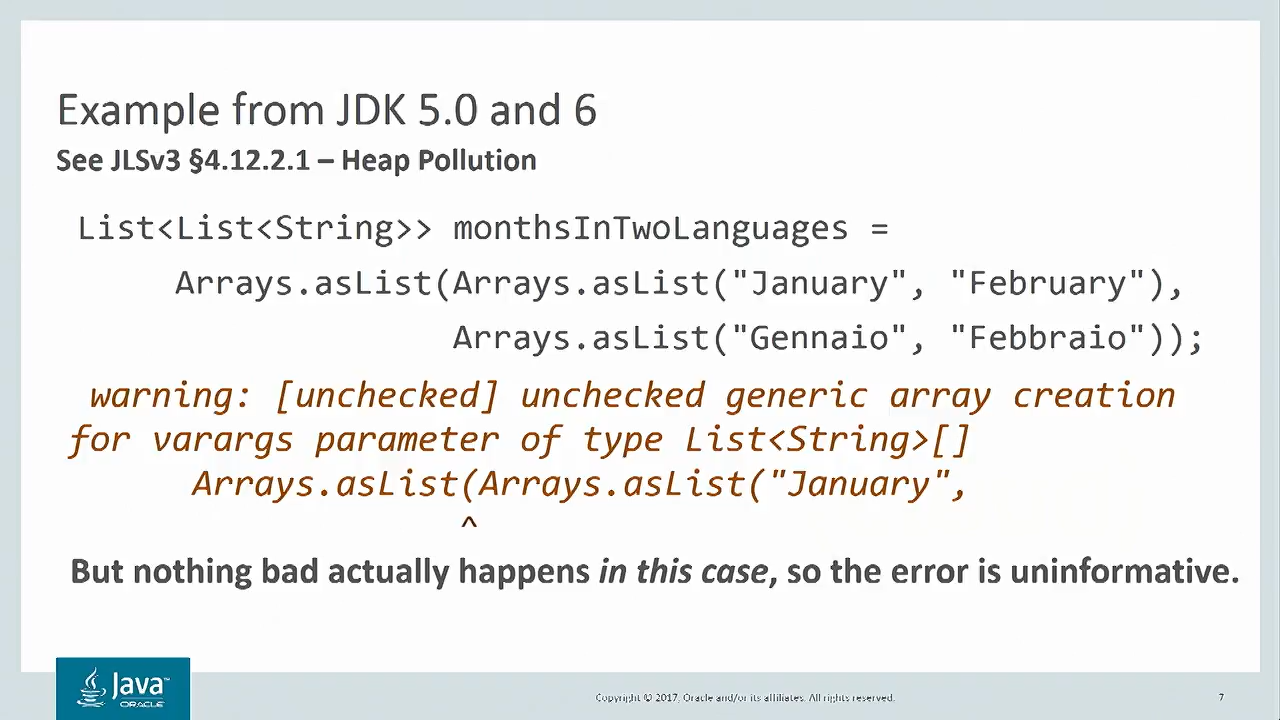 Example from JDK 5.0 and 6
See JLSv3 §4.12.2.1 – Heap Pollution
List<List<String>> monthsInTwoLanguages =
Arrays.asList(Arrays.asList("January", "February"),
Arrays.asList("Gennaio", "Febbraio"));
warning: [unchecked] unchecked generic array creation
for varargs parameter of type List<String>[]
Arrays.asList(Arrays.asList("January",
^
But nothing bad actually happens in this case, so the error is uninformative.
Java™
ORACLE
Copyright © 2017, Oracle and/or its affiliates. All rights reserved.
7